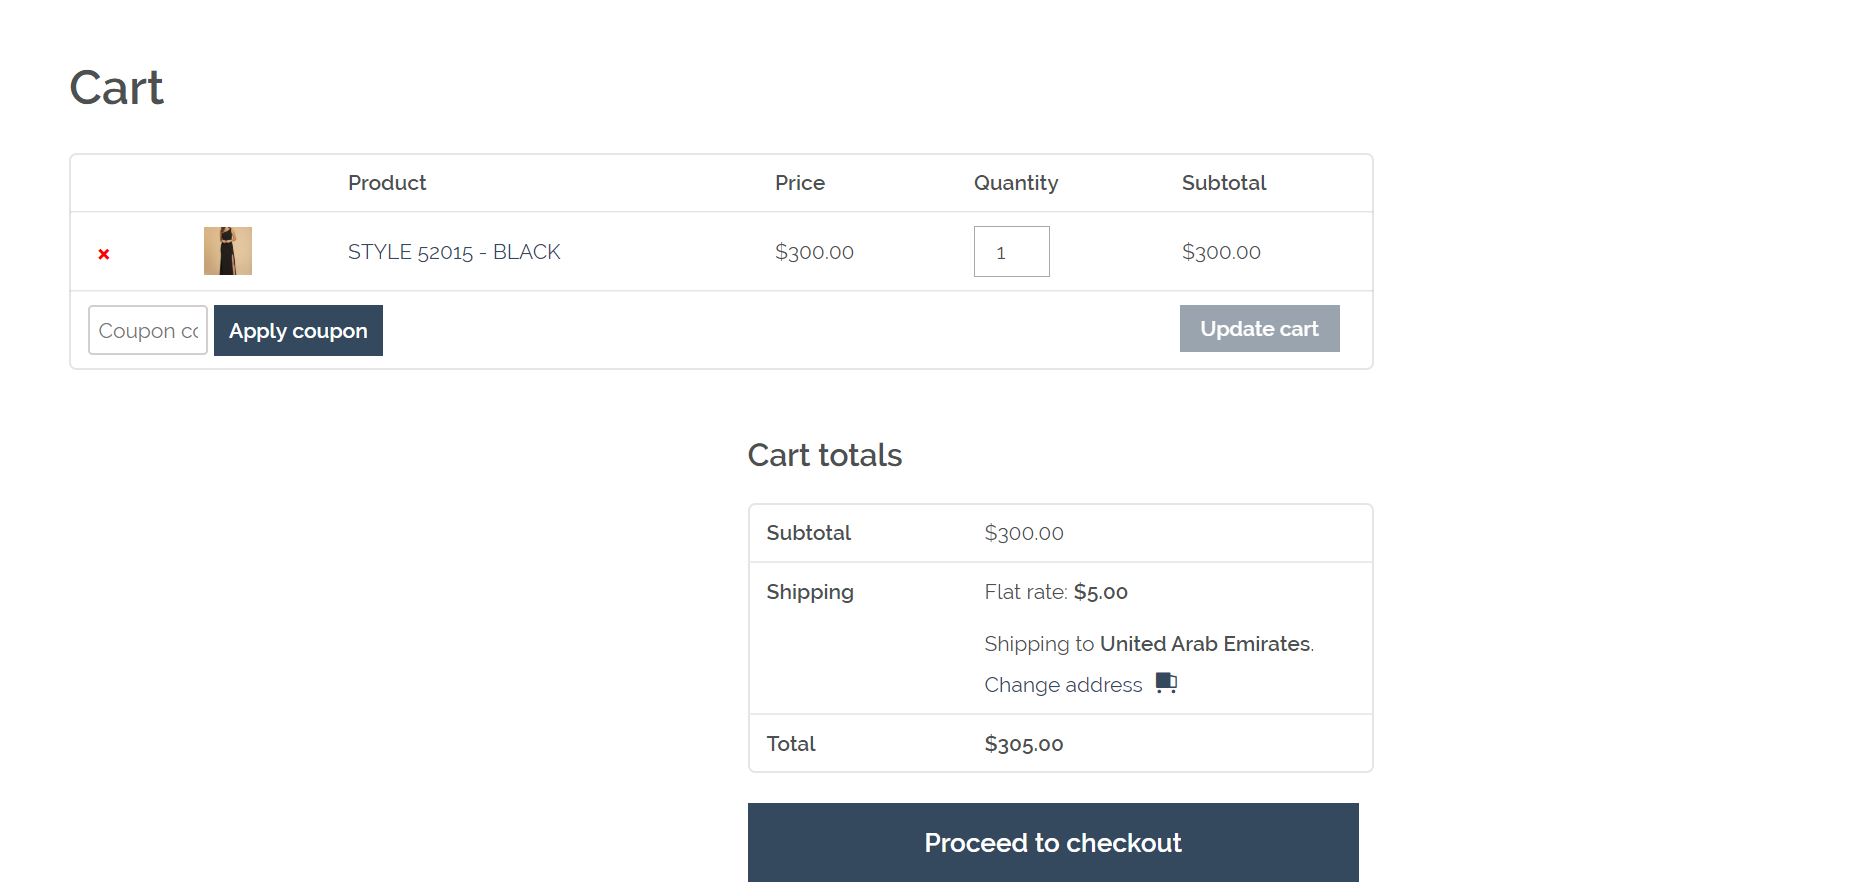 Cart
Product Price Quantity Subtotal
× STYLE 52015 - BLACK $300.00 1 $300.00
Coupon cc Apply coupon Update cart
Cart totals
Subtotal $300.00
Shipping Flat rate: $5.00
Shipping to United Arab Emirates.
Change address
Total $305.00
Proceed to checkout